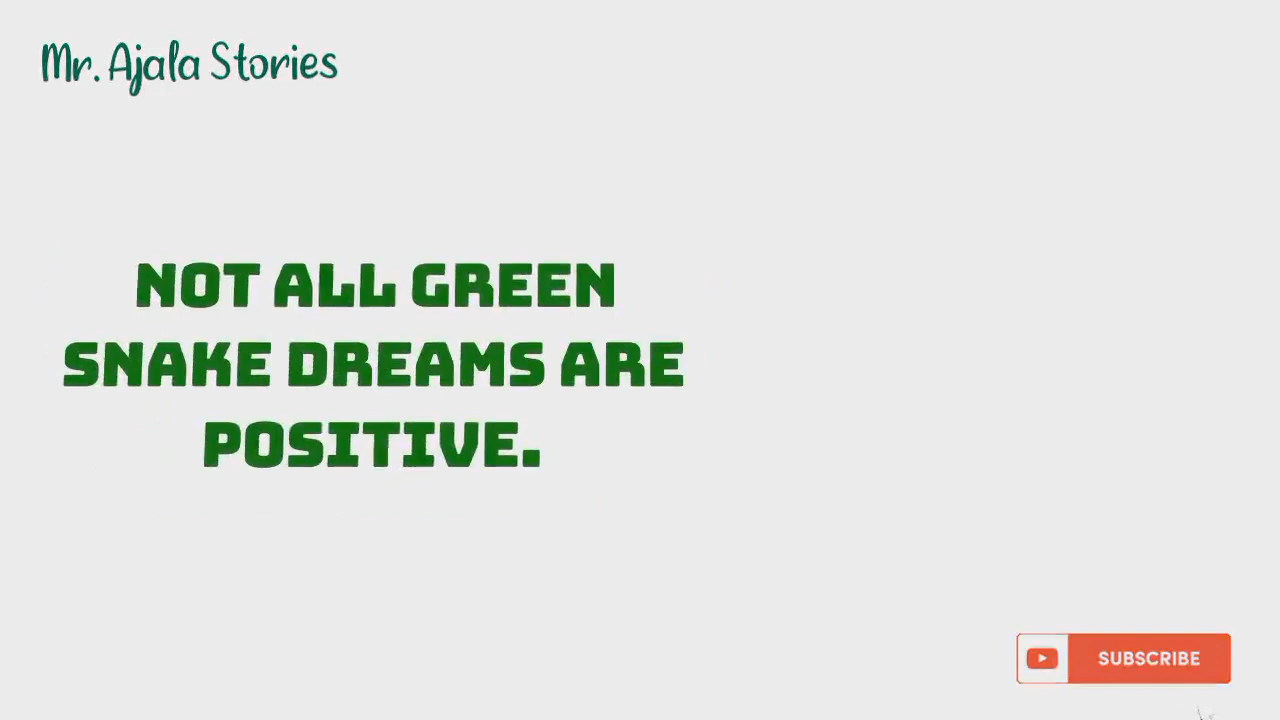 Mr. Ajala Stories
NOT ALL GREEN
SNAKE DREAMS ARE
POSITIVE.
SUBSCRIBE